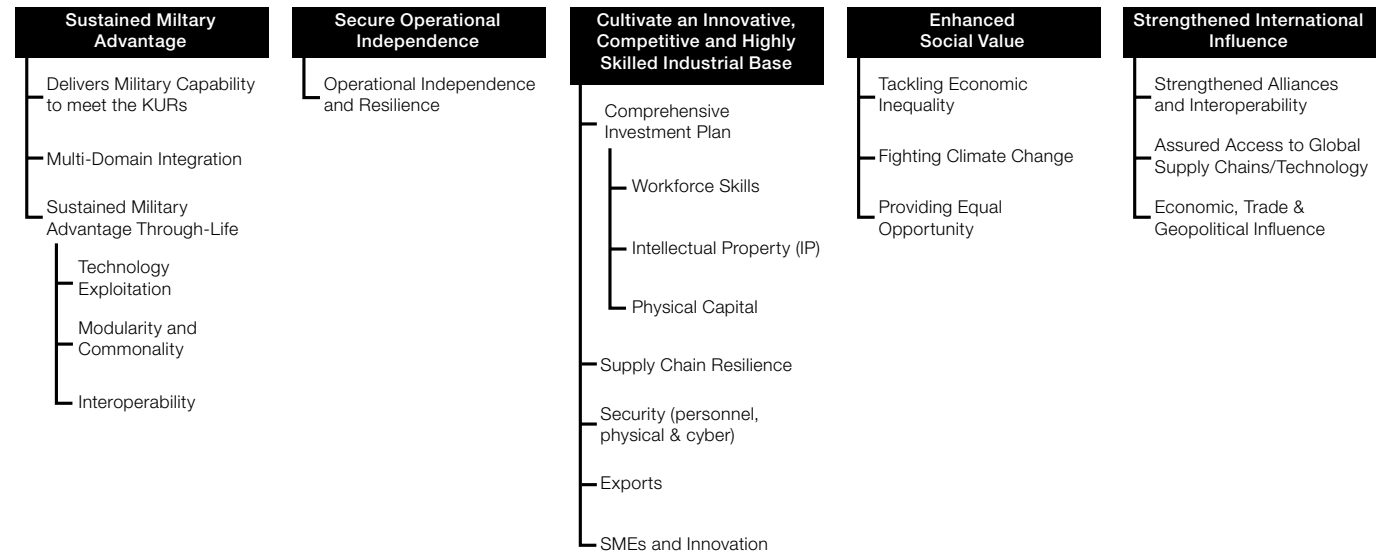 Sustained Miltary
Advantage
Delivers Military Capability
to meet the KURs
Multi-Domain Integration
Sustained Military
Advantage Through-Life
Technology
Exploitation
Modularity and
Commonality
Interoperability
Secure Operational
Independence
Operational Independence
and Resilience
Cultivate an Innovative,
Competitive and Highly
Skilled Industrial Base
Comprehensive
Investment Plan
Workforce Skills
Intellectual Property (IP)
Physical Capital
Supply Chain Resilience
Security (personnel,
physical & cyber)
Exports
SMEs and Innovation
Enhanced
Social Value
Tackling Economic
Inequality
Fighting Climate Change
Providing Equal
Opportunity
Strengthened International
Influence
Strengthened Alliances
and Interoperability
Assured Access to Global
Supply Chains/Technology
Economic, Trade &
Geopolitical Influence